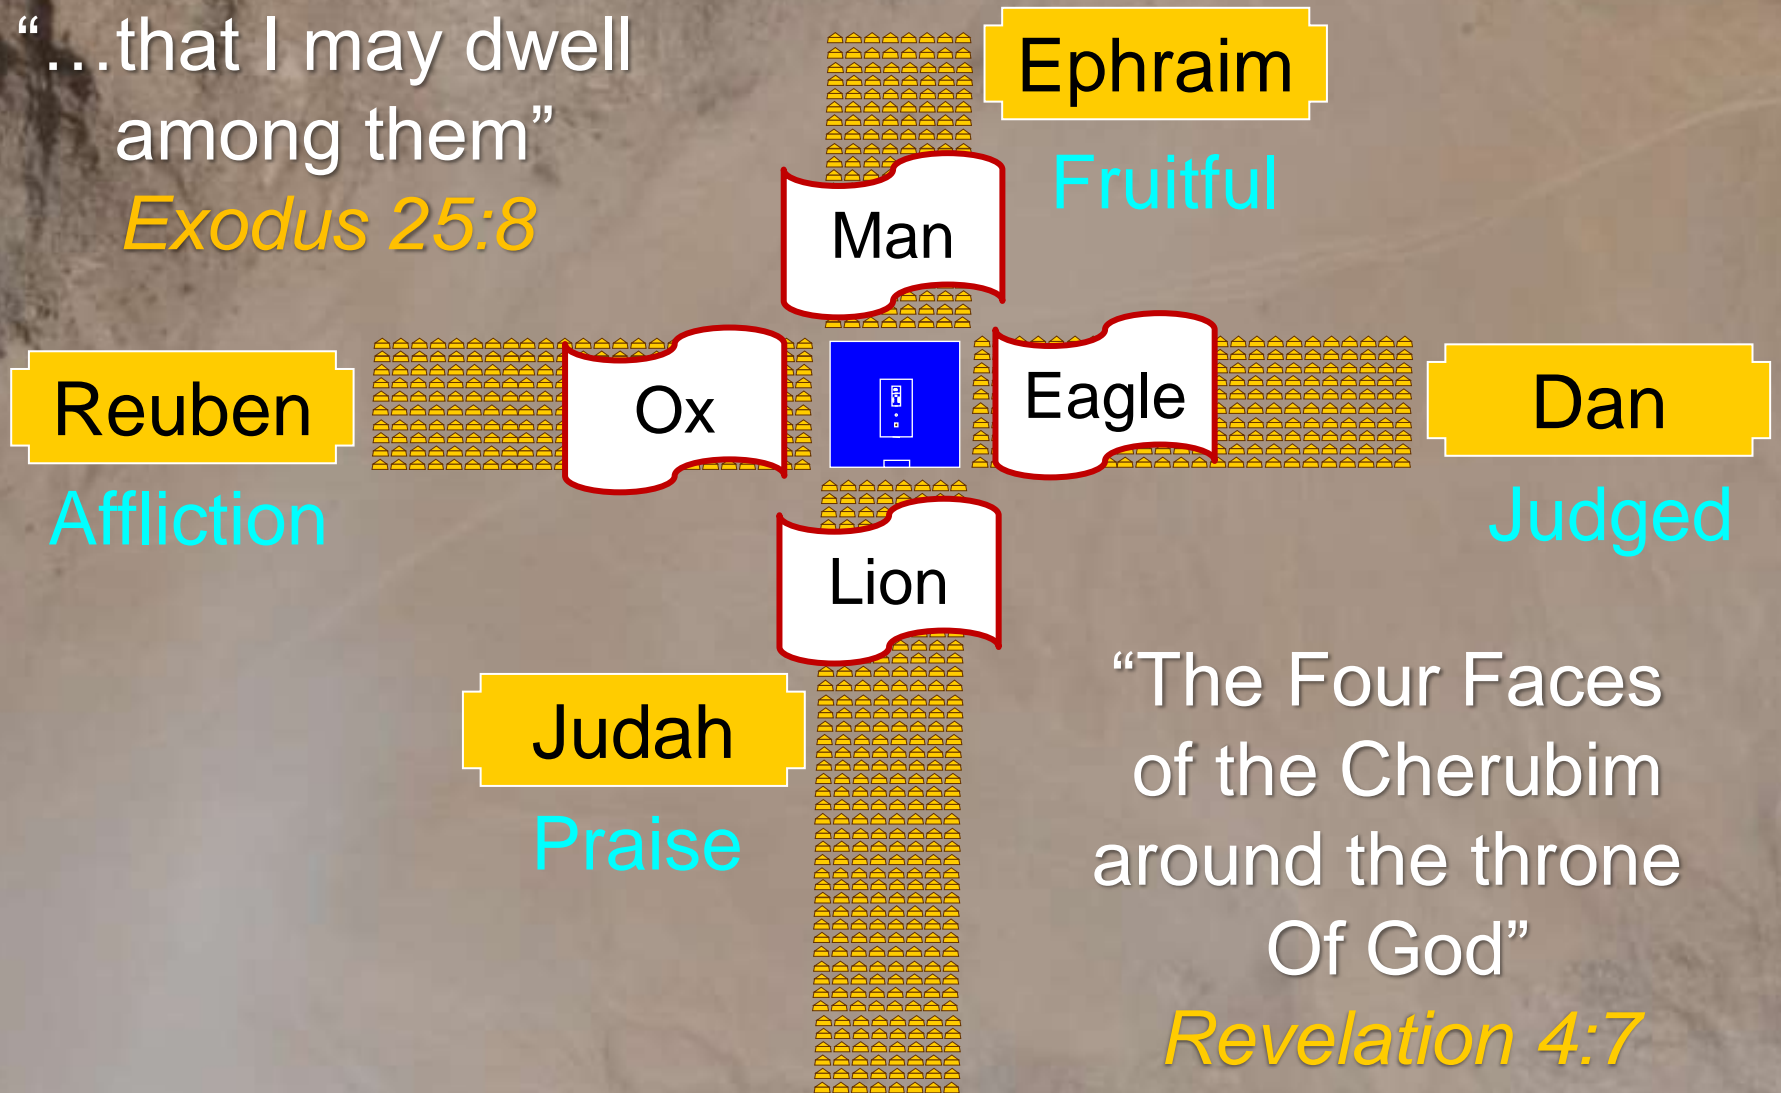 “…that I may dwell
among them”
Exodus 25:8
Ephraim
Fruitful
Man
Reuben
Affliction
Ox
Eagle
Dan
Judged
Lion
Judah
Praise
“The Four Faces
of the Cherubim
around the throne
Of God”
Revelation 4:7